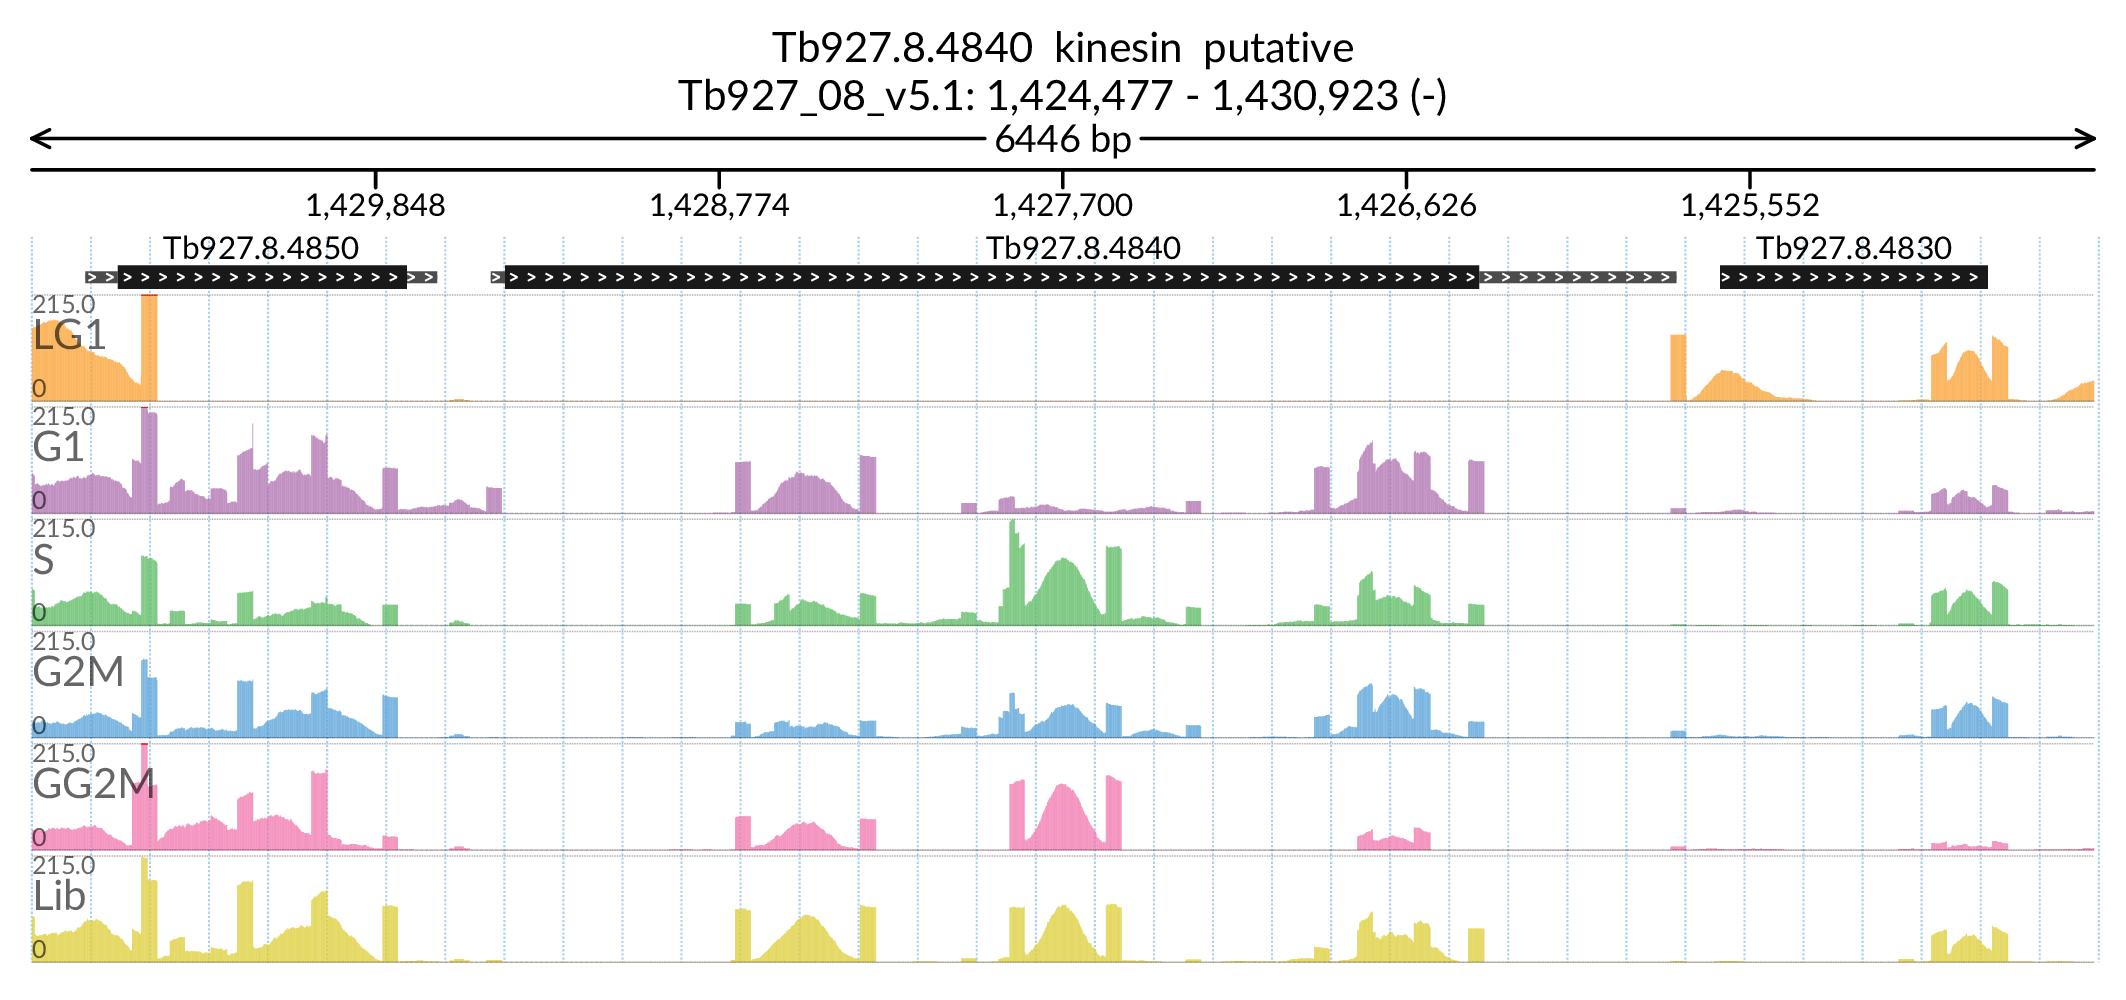 Tb927.8.4840 kinesin putative
Tb927_08_v5.1: 1,424,477 - 1,430,923 (-)
6446 bp
1,429,848 1,428,774 1,427,700 1,426,626 1,425,552
Tb927.8.4850 Tb927.8.4840 Tb927.8.4830
215.0
LG1
0
215.0
G1
0
215.0
S
0
215.0
G2M
0
215.0
GG2M
0
215.0
Lib
0